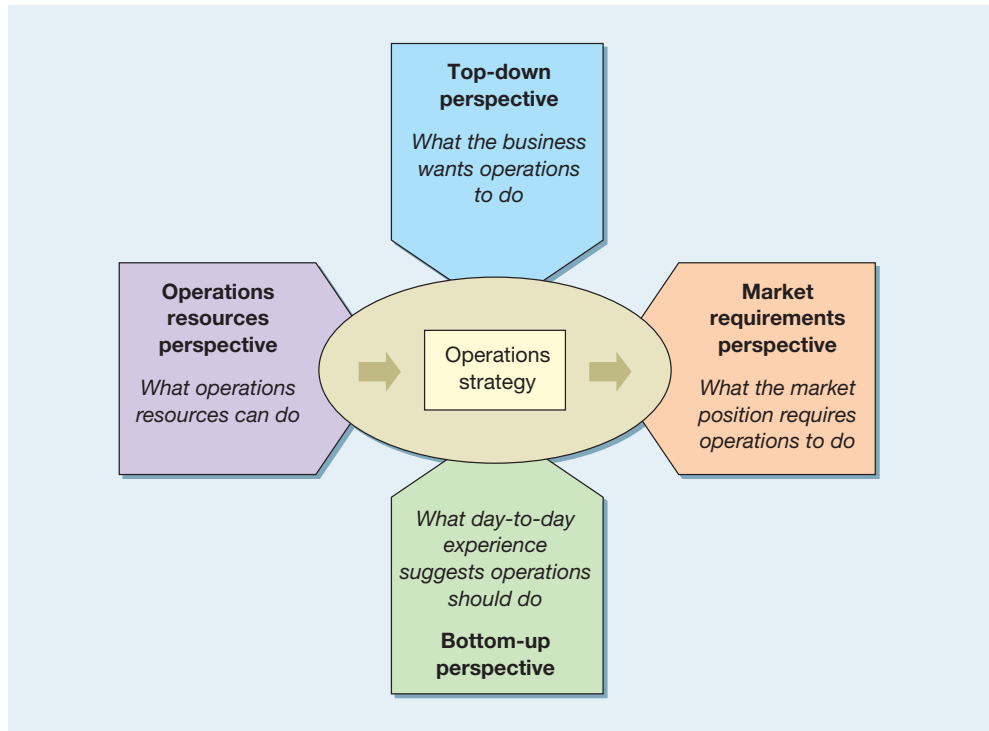 Top-down
perspective
What the business
wants operations
to do
Operations
resources
perspective
What operations
resources can do
Operations
strategy
Market
requirements
perspective
What the market
position requires
operations to do
What day-to-day
experience
suggests operations
should do
Bottom-up
perspective